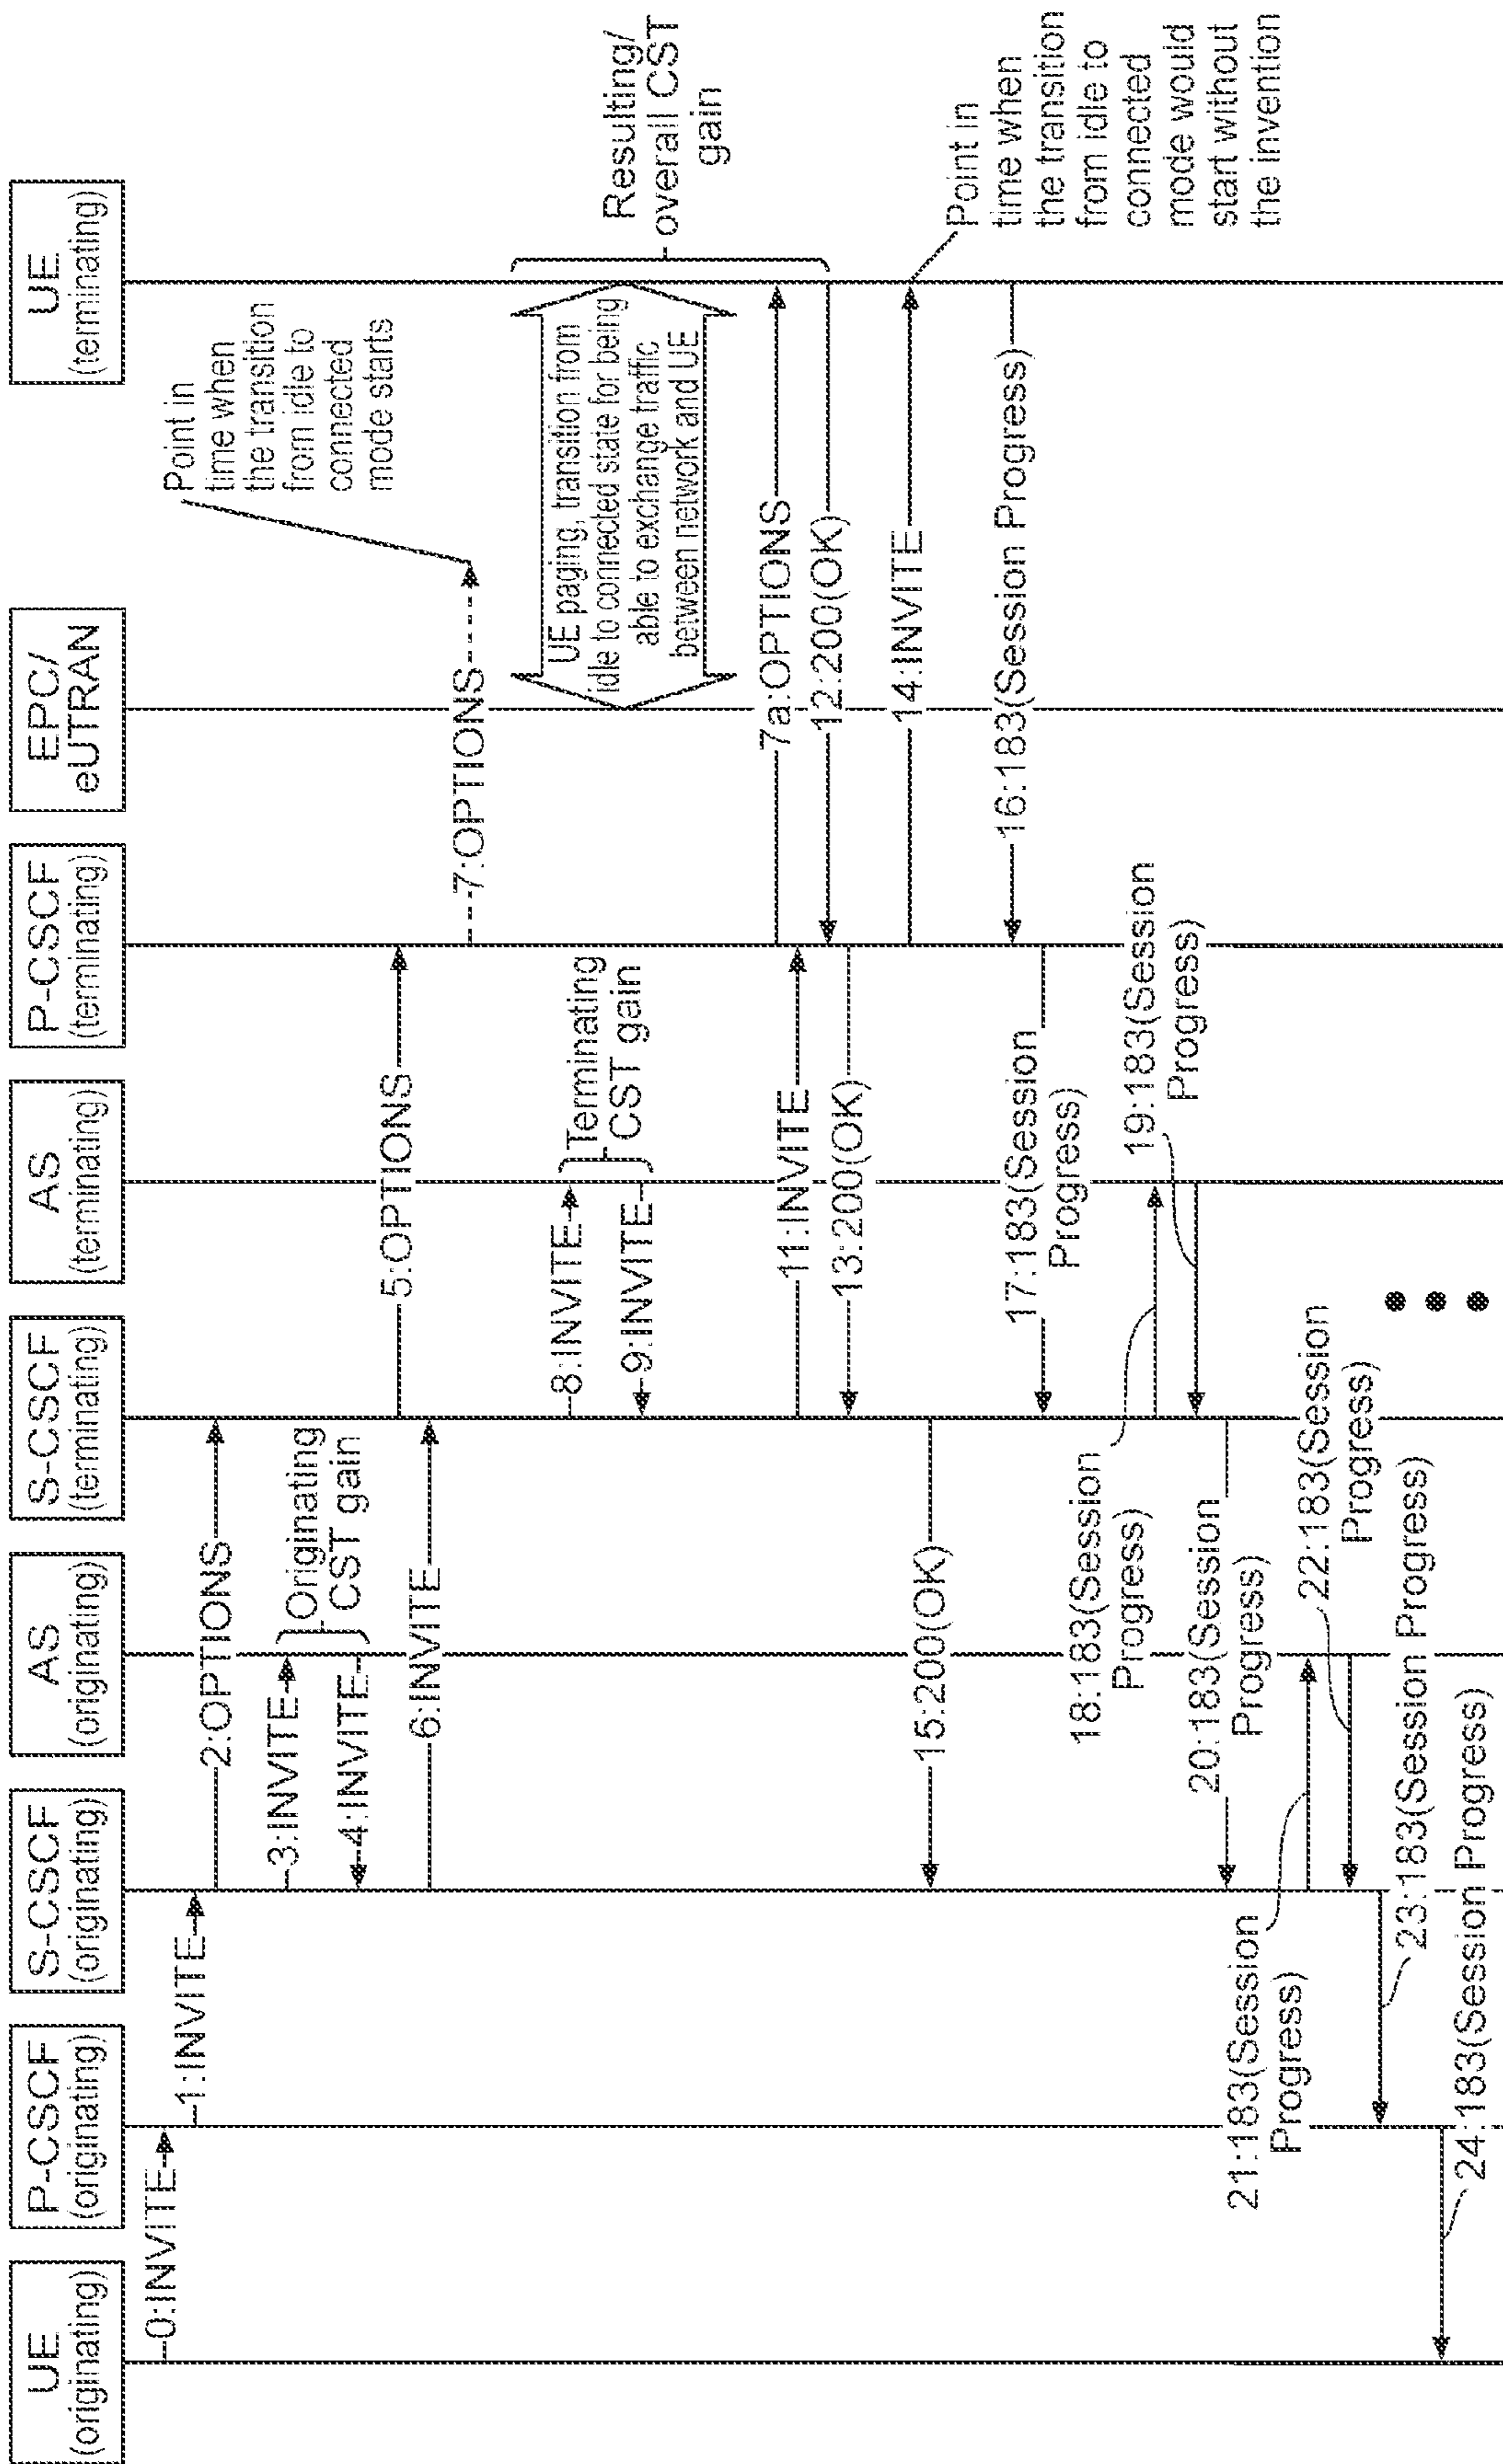 UE
(originating)
P-CSCF
(originating)
S-CSCF
(originating)
AS
(originating)
S-CSCF
(terminating)
AS
(terminating)
P-CSCF
(terminating)
EPC/
eUTRAN
UE
(terminating)
0:INVITE
1:INVITE
2:OPTIONS
Point in
time when
the transition
from idle to
connected
mode starts
3:INVITE
Originating
CST gain
4:INVITE
5:OPTIONS
6:INVITE
7:OPTIONS
8:INVITE
Terminating
CST gain
9:INVITE
UE paging, transition from
idle to connected state for being
able to exchange traffic
between network and UE
Resulting/
overall CST
gain
7a:OPTIONS
11:INVITE
12:200(OK)
13:200(OK)
14:INVITE
Point in
time when
the transition
from idle to
connected
mode would
start without
the invention
15:200(OK)
16:183(Session Progress)
17:183(Session
Progress)
18:183(Session
Progress)
19:183(Session
Progress)
20:183(Session
Progress)
21:183(Session
Progress)
22:183(Session
Progress)
23:183(Session Progress)
24:183(Session Progress)